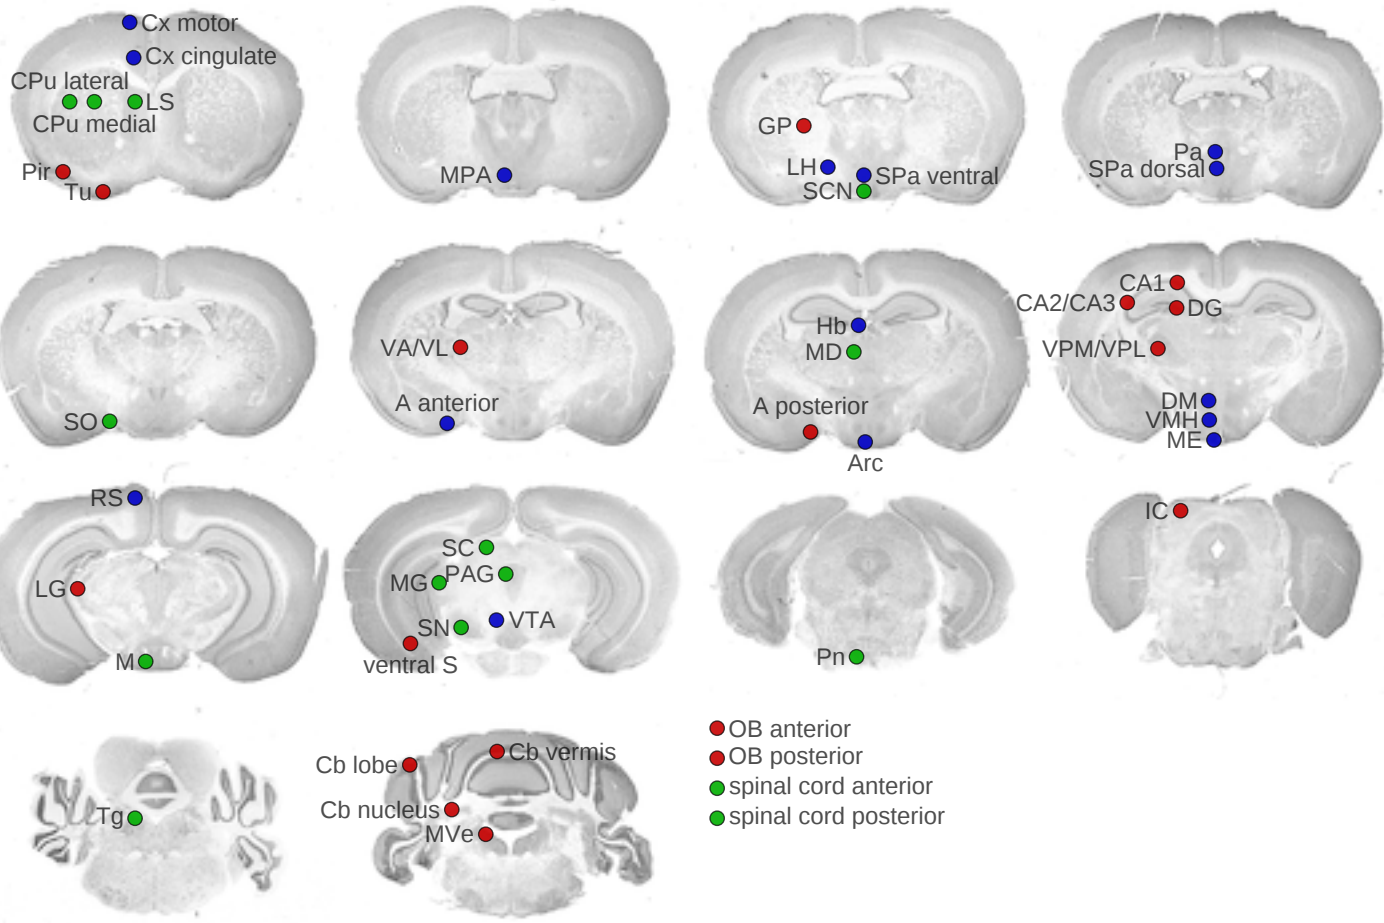 Cx motor
Cx cingulate
CPu lateral
LS
CPu medial
Pir
Tu
MPA
GP
LH
SPa ventral
SCN
Pa
SPa dorsal
SO
VA/VL
A anterior
Hb
MD
A posterior
Arc
CA1
CA2/CA3
DG
VPM/VPL
DM
VMH
ME
RS
LG
M
SC
MG
PAG
SN
VTA
ventral S
Pn
IC
Tg
Cb lobe
Cb vermis
Cb nucleus
MVe
OB anterior
OB posterior
spinal cord anterior
spinal cord posterior